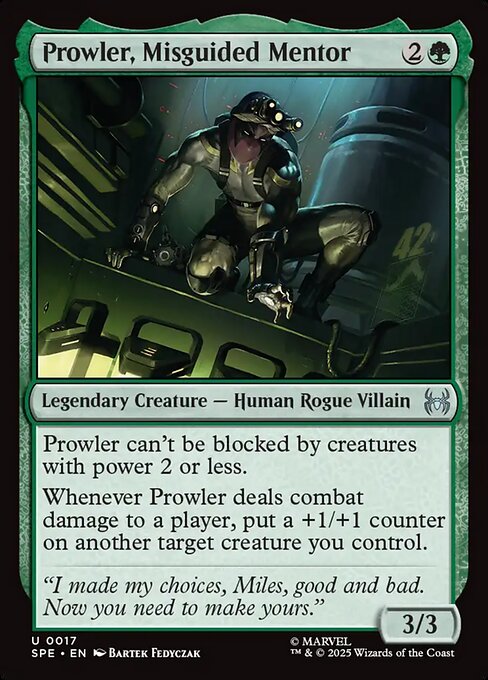 Prowler, Misguided Mentor 2
42
Legendary Creature — Human Rogue Villain
Prowler can't be blocked by creatures
with power 2 or less.
Whenever Prowler deals combat
damage to a player, put a +1/+1 counter
on another target creature you control.
"I made my choices, Miles, good and bad.
Now you need to make yours."
3/3
U 0017
SPE • EN Bartek Fedyczak
© MARVEL
™ & © 2025 Wizards of the Coast